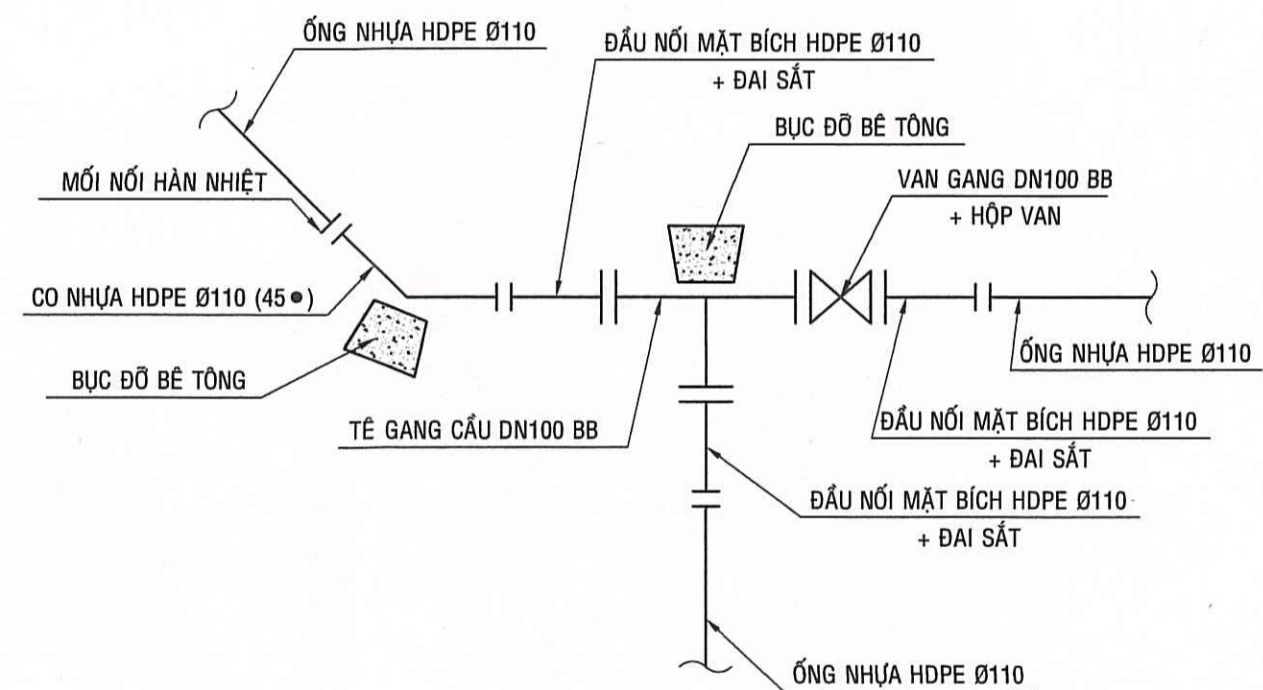 ỐNG NHỰA HDPE Ø110
ĐẦU NỐI MẶT BÍCH HDPE Ø110
+ ĐAI SẮT
BỤC ĐỠ BÊ TÔNG
MỐI NỐI HÀN NHIỆT
VAN GANG DN100 BB
+ HỘP VAN
CO NHỰA HDPE Ø110 (45●)
BỤC ĐỠ BÊ TÔNG
ỐNG NHỰA HDPE Ø110
TÊ GANG CẦU DN100 BB
ĐẦU NỐI MẶT BÍCH HDPE Ø110
+ ĐAI SẮT
ĐẦU NỐI MẶT BÍCH HDPE Ø110
+ ĐAI SẮT
ỐNG NHỰA HDPE Ø110